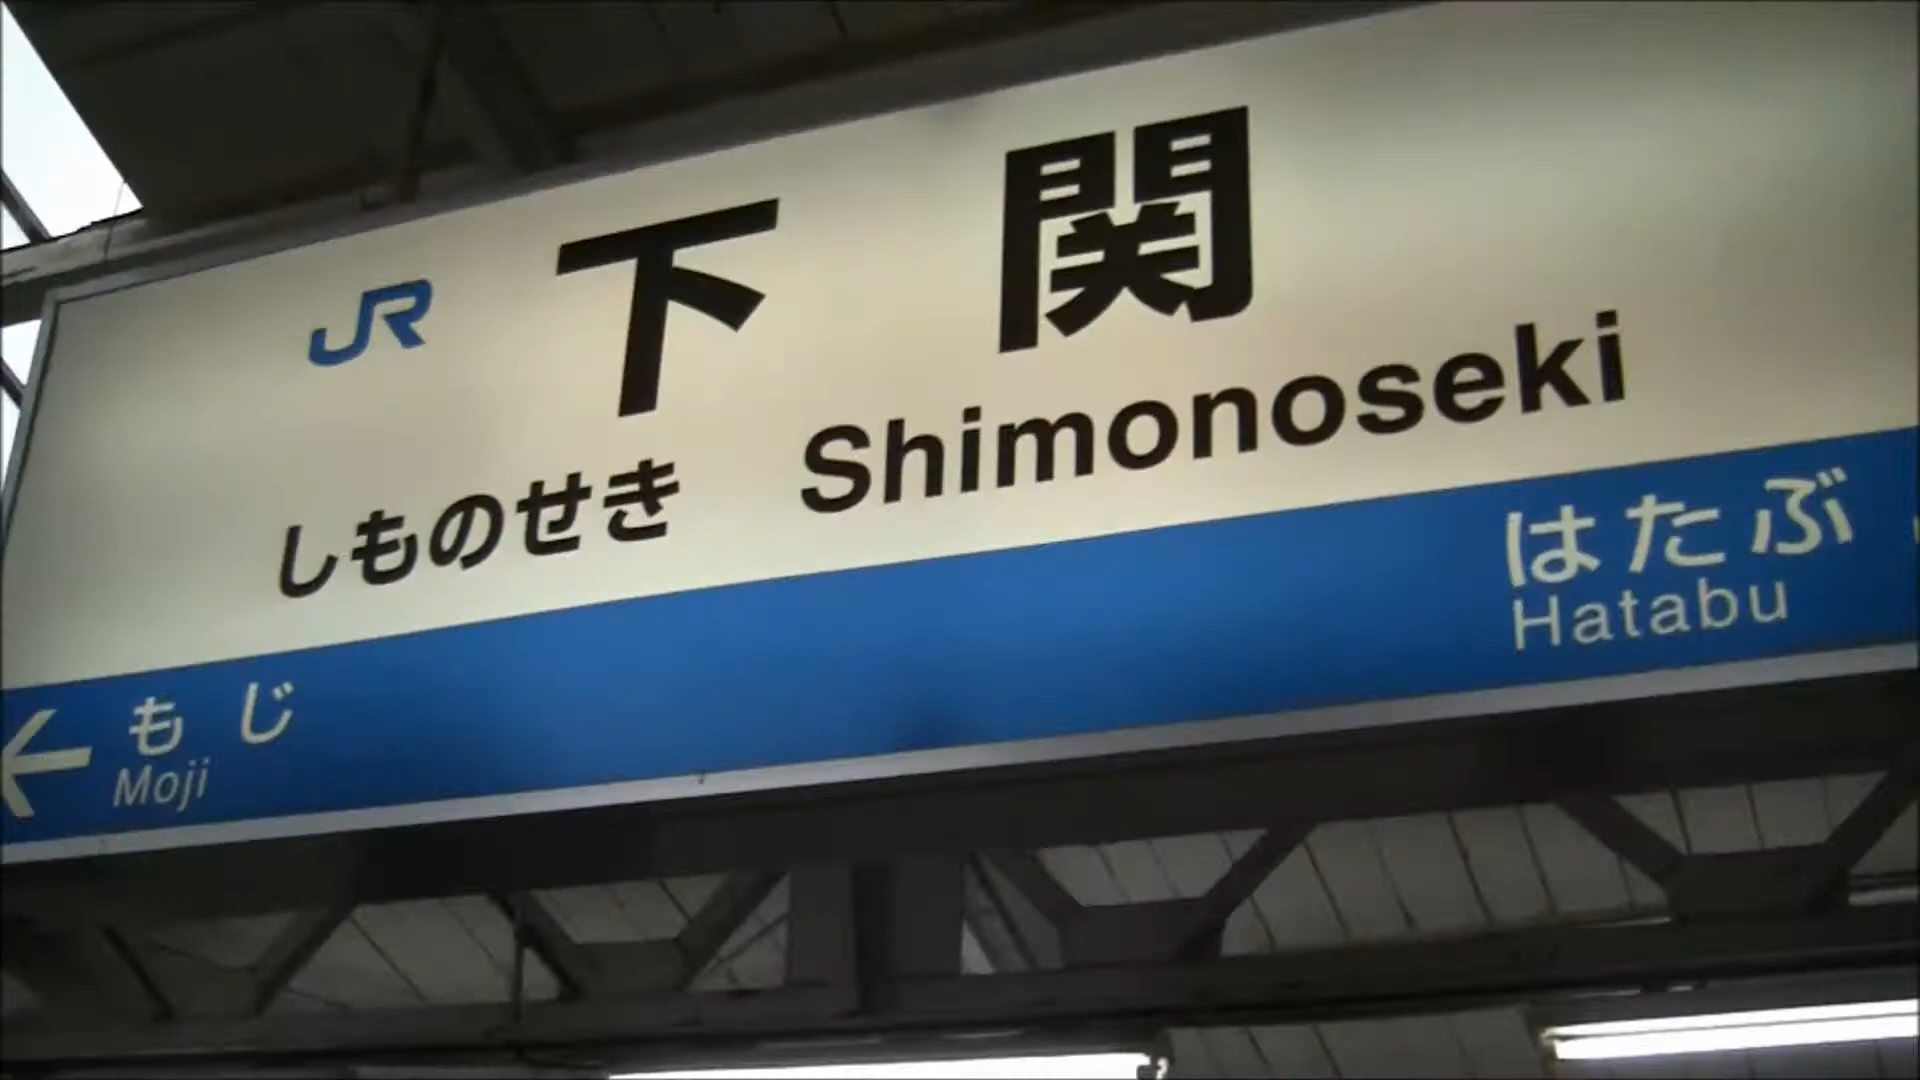 JR 下関
しものせき Shimonoseki
はたぶ
Hatabu
← もじ
Moji